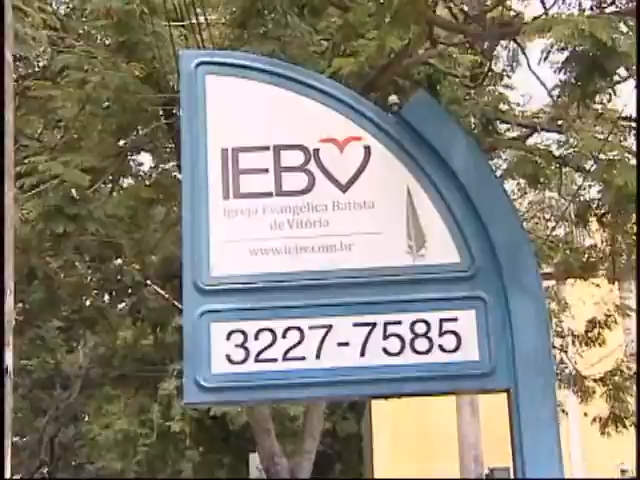 IEBV
Igreja Evangélica Batista
de Vitória
www.iebv.com.br
3227-7585